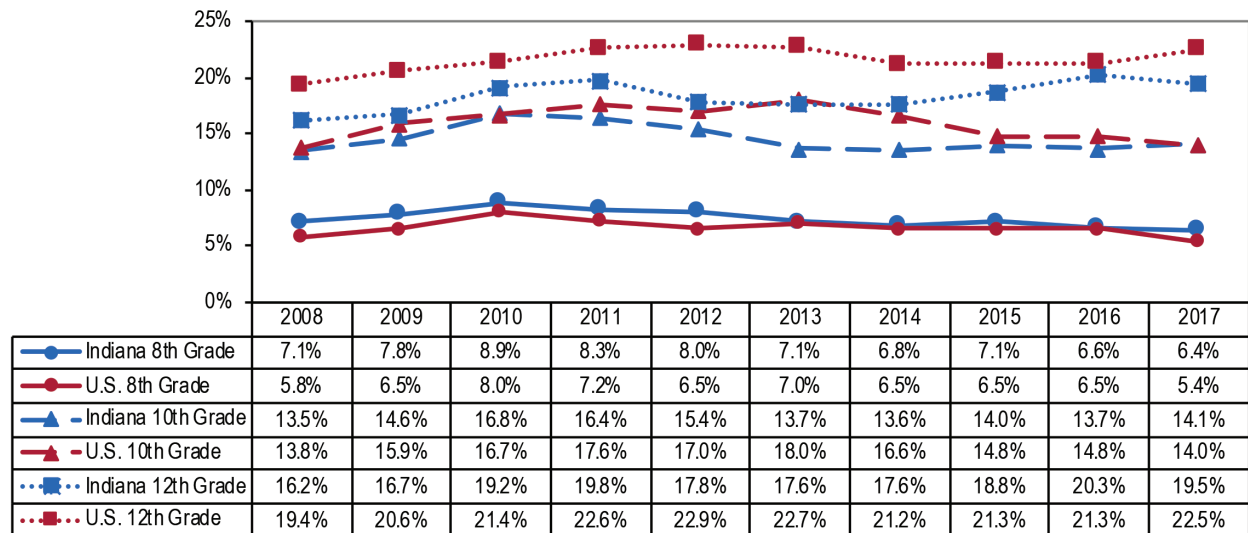 25%
20%
15%
10%
5%
0%
2008 2009 2010 2011 2012 2013 2014 2015 2016 2017
Indiana 8th Grade 7.1% 7.8% 8.9% 8.3% 8.0% 7.1% 6.8% 7.1% 6.6% 6.4%
U.S. 8th Grade 5.8% 6.5% 8.0% 7.2% 6.5% 7.0% 6.5% 6.5% 6.5% 5.4%
Indiana 10th Grade 13.5% 14.6% 16.8% 16.4% 15.4% 13.7% 13.6% 14.0% 13.7% 14.1%
U.S. 10th Grade 13.8% 15.9% 16.7% 17.6% 17.0% 18.0% 16.6% 14.8% 14.8% 14.0%
Indiana 12th Grade 16.2% 16.7% 19.2% 19.8% 17.8% 17.6% 17.6% 18.8% 20.3% 19.5%
U.S. 12th Grade 19.4% 20.6% 21.4% 22.6% 22.9% 22.7% 21.2% 21.3% 21.3% 22.5%